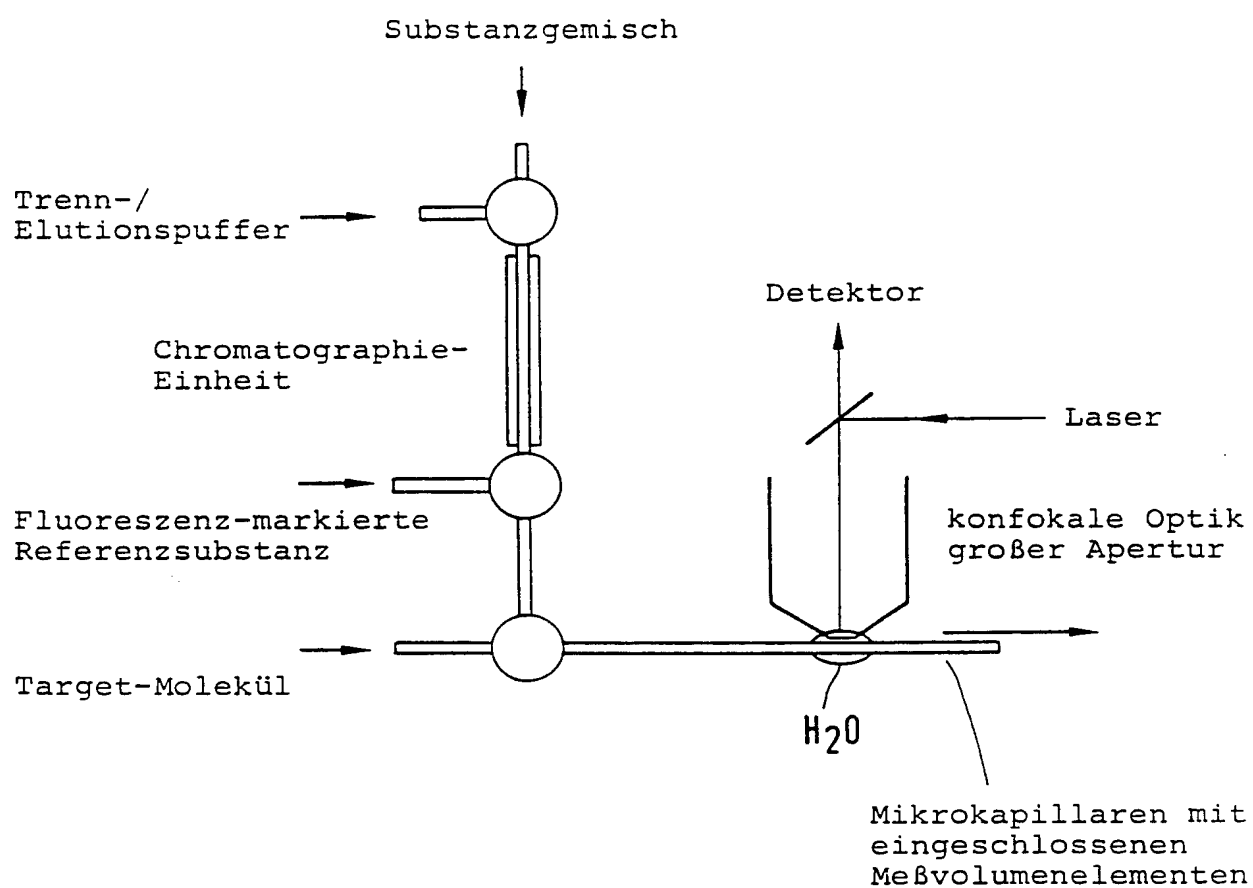 Substanzgemisch
Trenn-/
Elutionspuffer
Detektor
Chromatographie-
Einheit
Laser
Fluoreszenz-markierte
Referenzsubstanz
konfokale Optik
großer Apertur
Target-Molekül
H2O
Mikrokapillaren mit
eingeschlossenen
Meßvolumenelementen